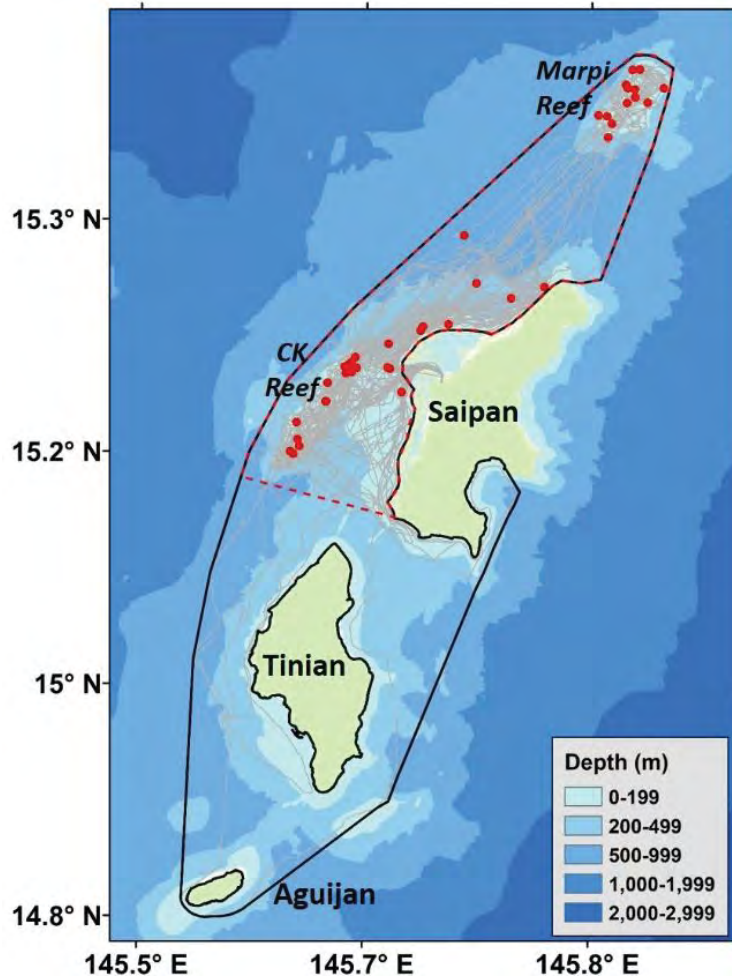 Marpi
Reef
15.3° N
CK
Reef
Saipan
15.2° N
Tinian
15° N
Depth (m)
0-199
200-499
500-999
1,000-1,999
2,000-2,999
Aguijan
14.8° N
145.5° E
145.7° E
145.8° E